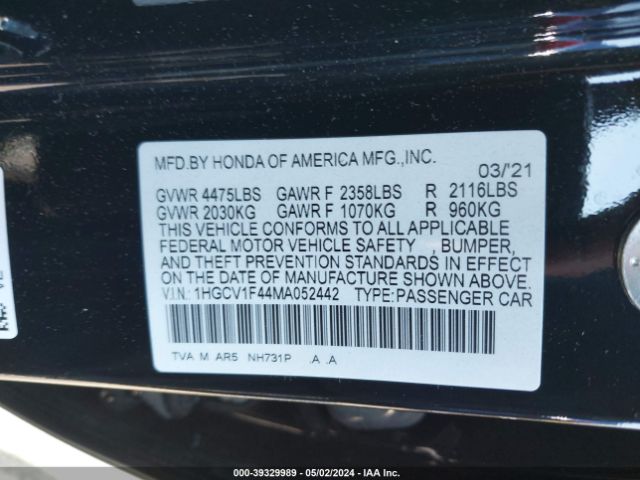 MFD.BY HONDA OF AMERICA MFG.,INC.
03/'21
GVWR 4475LBS GAWR F 2358LBS R 2116LBS
GVWR 2030KG GAWR F 1070KG R 960KG
THIS VEHICLE CONFORMS TO ALL APPLICABLE
FEDERAL MOTOR VEHICLE SAFETY , BUMPER,
AND THEFT PREVENTION STANDARDS IN EFFECT
ON THE DATE OF MANUFACTURE SHOWN ABOVE.
V.I.N.: 1HGCV1F44MA052442 TYPE:PASSENGER CAR
TVA M AR5 NH731P .A .A
000-39329989 - 05/02/2024 - IAA Inc.